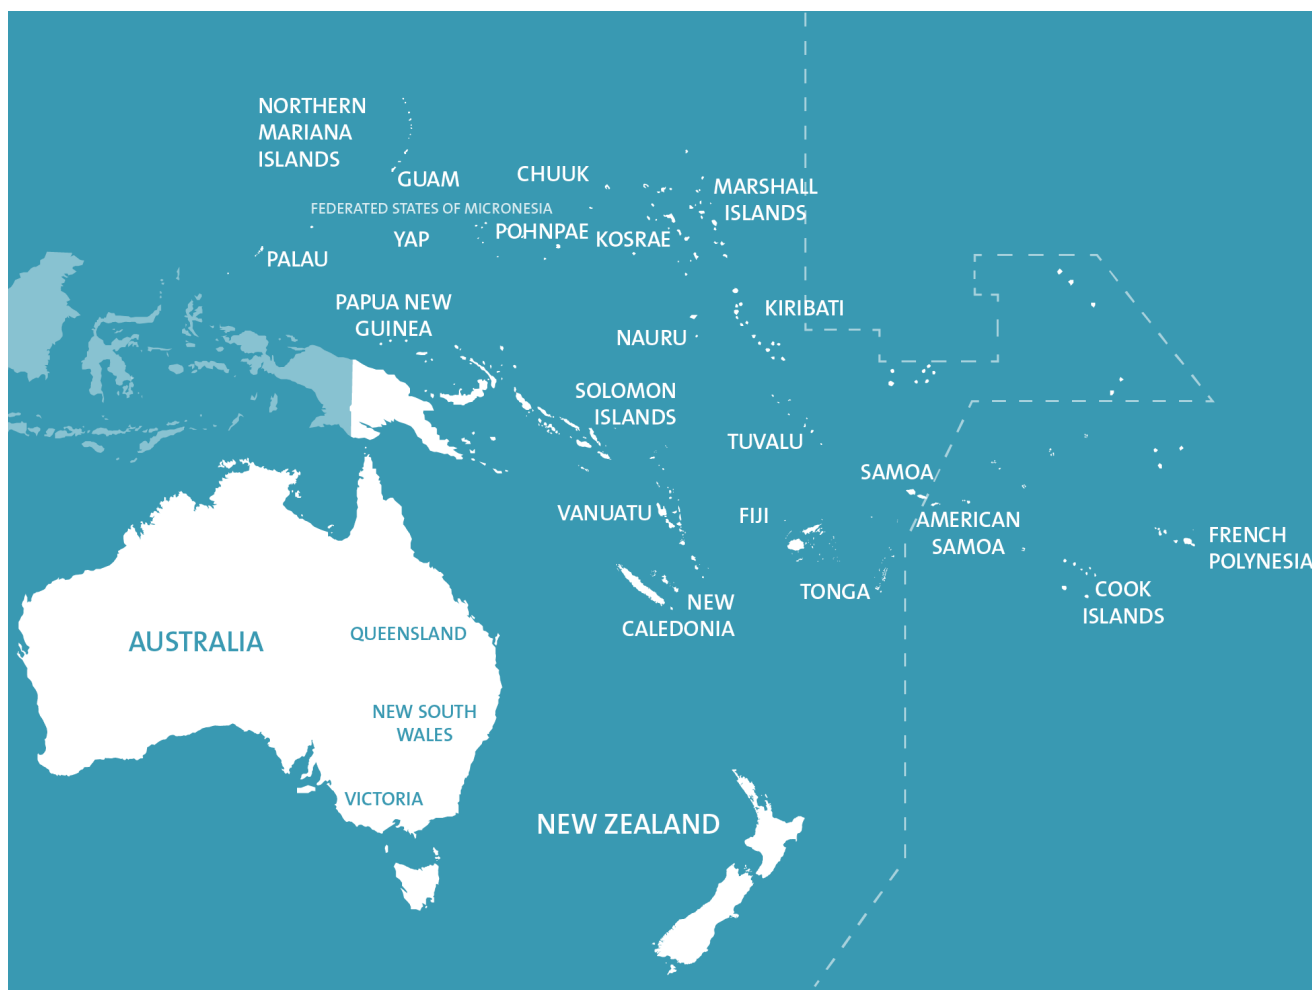 NORTHERN
MARIANA
ISLANDS
GUAM
CHUUK
MARSHALL
ISLANDS
FEDERATED STATES OF MICRONESIA
YAP
POHNPAE
KOSRAE
PALAU
PAPUA NEW
GUINEA
KIRIBATI
NAURU
SOLOMON
ISLANDS
TUVALU
SAMOA
VANUATU
FIJI
AMERICAN
SAMOA
FRENCH
POLYNESIA
TONGA
COOK
ISLANDS
NEW
CALEDONIA
AUSTRALIA
QUEENSLAND
NEW SOUTH
WALES
VICTORIA
NEW ZEALAND